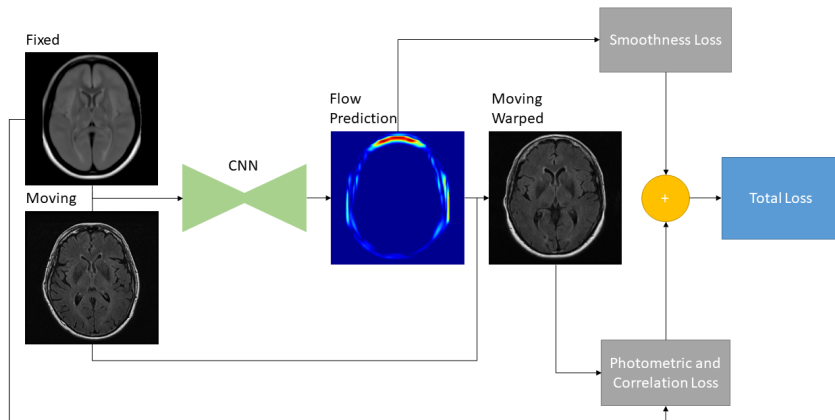 Fixed
Moving
CNN
Flow
Prediction
Moving
Warped
Smoothness Loss
+
Total Loss
Photometric and
Correlation Loss